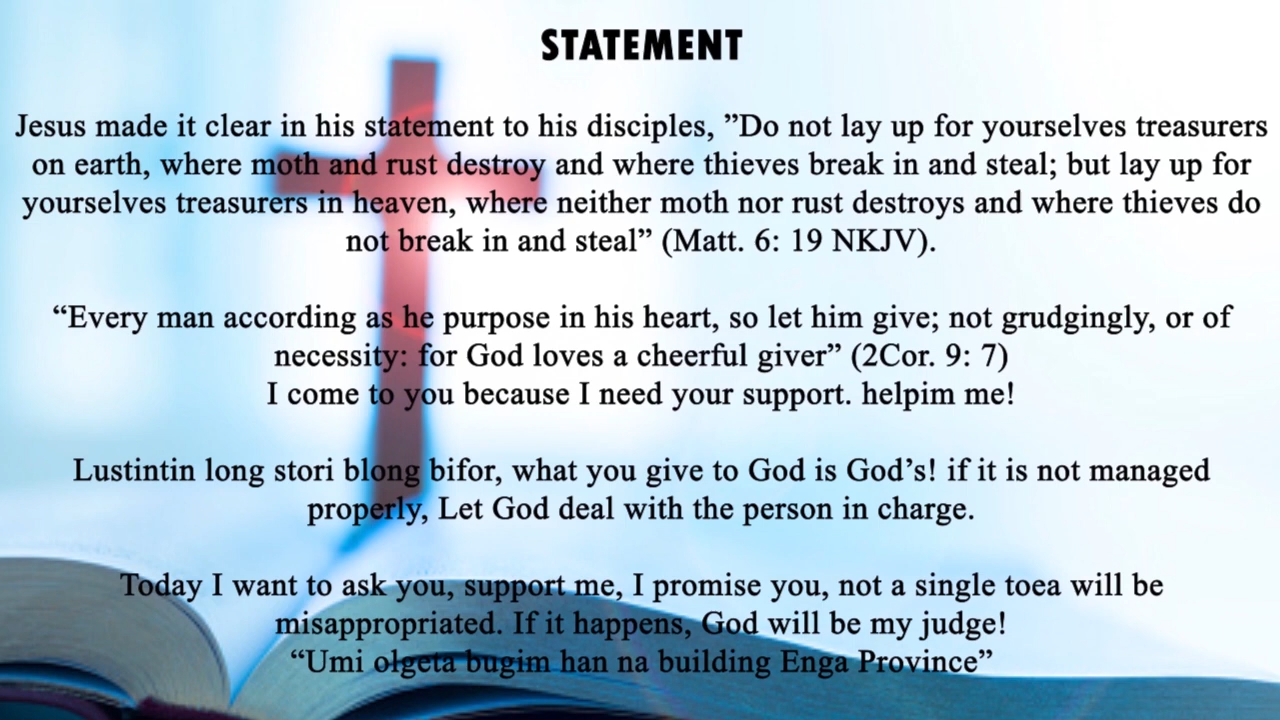 STATEMENT
Jesus made it clear in his statement to his disciples, ”Do not lay up for yourselves treasurers
on earth, where moth and rust destroy and where thieves break in and steal; but lay up for
yourselves treasurers in heaven, where neither moth nor rust destroys and where thieves do
not break in and steal” (Matt. 6: 19 NKJV).
“Every man according as he purpose in his heart, so let him give; not grudgingly, or of
necessity: for God loves a cheerful giver” (2Cor. 9: 7)
I come to you because I need your support. helpim me!
Lustintin long stori blong bifor, what you give to God is God’s! if it is not managed
properly, Let God deal with the person in charge.
Today I want to ask you, support me, I promise you, not a single toea will be
misappropriated. If it happens, God will be my judge!
“Umi olgeta bugim han na building Enga Province”